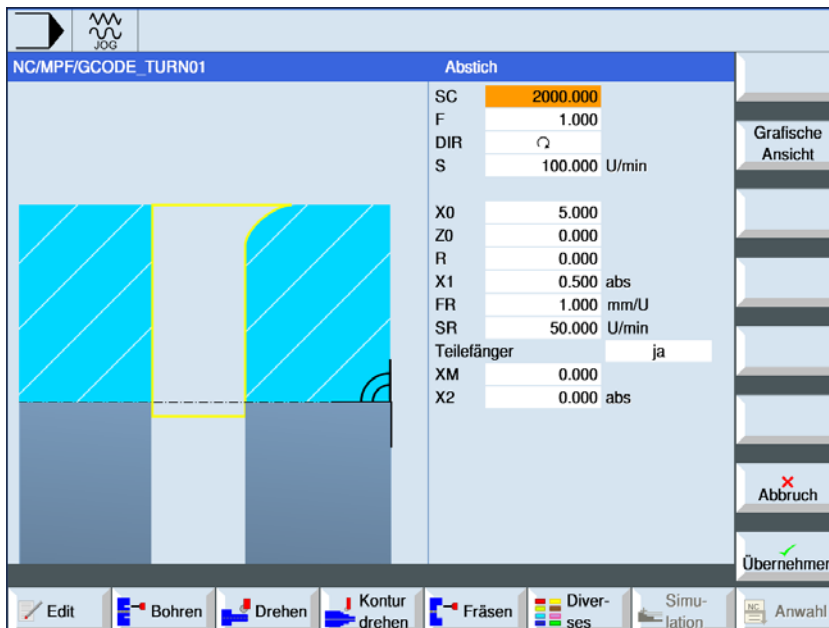 JOG
NC/MPF/GCODE_TURN01
Abstich
SC 2000.000
F 1.000
DIR
S 100.000 U/min
X0 5.000
Z0 0.000
R 0.000
X1 0.500 abs
FR 1.000 mm/U
SR 50.000 U/min
Teilefänger ja
XM 0.000
X2 0.000 abs
Grafische
Ansicht
Abbruch
Übernehmen
Edit
Bohren
Drehen
Kontur
drehen
Fräsen
Diver-
ses
Simu-
lation
NC
Anwahl